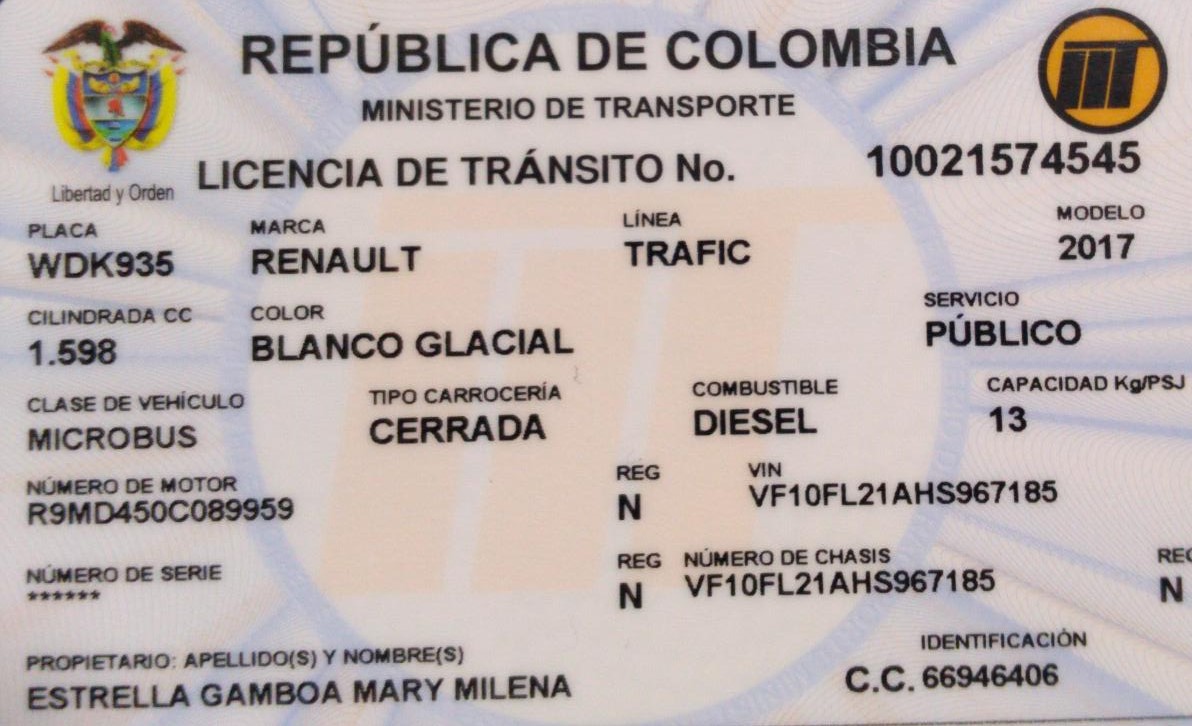 REPÚBLICA DE COLOMBIA
MINISTERIO DE TRANSPORTE
Libertad y Orden
LICENCIA DE TRÁNSITO No. 10021574545
PLACA MARCA LÍNEA MODELO
WDK935 RENAULT TRAFIC 2017
CILINDRADA CC COLOR SERVICIO
1.598 BLANCO GLACIAL PÚBLICO
CLASE DE VEHÍCULO TIPO CARROCERÍA COMBUSTIBLE CAPACIDAD Kg/PSJ
MICROBUS CERRADA DIESEL 13
NÚMERO DE MOTOR REG VIN
R9MD450C089959 N VF10FL21AHS967185
NÚMERO DE SERIE REG NÚMERO DE CHASIS REG
****** N VF10FL21AHS967185 N
PROPIETARIO: APELLIDO(S) Y NOMBRE(S) IDENTIFICACIÓN
ESTRELLA GAMBOA MARY MILENA C.C. 66946406